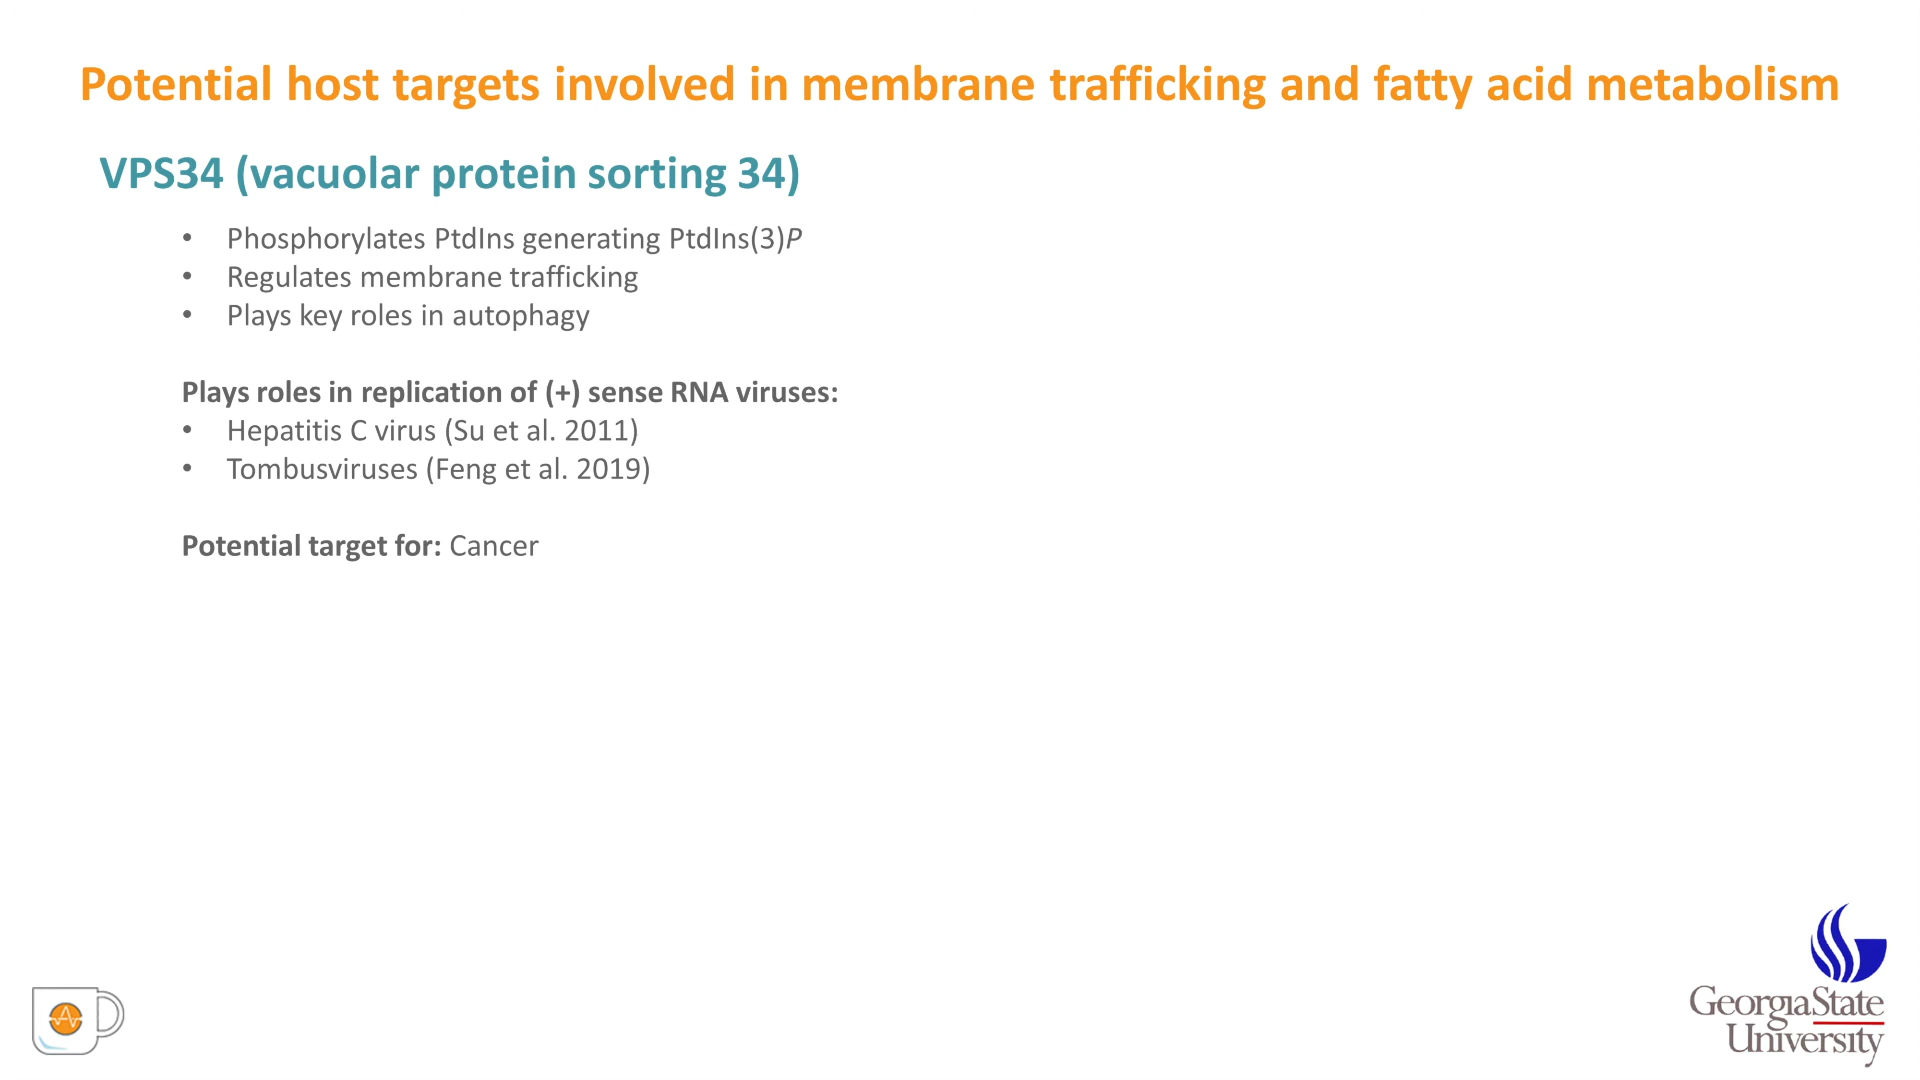 Potential host targets involved in membrane trafficking and fatty acid metabolism
VPS34 (vacuolar protein sorting 34)
• Phosphorylates PtdIns generating PtdIns(3)P
• Regulates membrane trafficking
• Plays key roles in autophagy
Plays roles in replication of (+) sense RNA viruses:
• Hepatitis C virus (Su et al. 2011)
• Tombusviruses (Feng et al. 2019)
Potential target for: Cancer
GeorgiaState
University